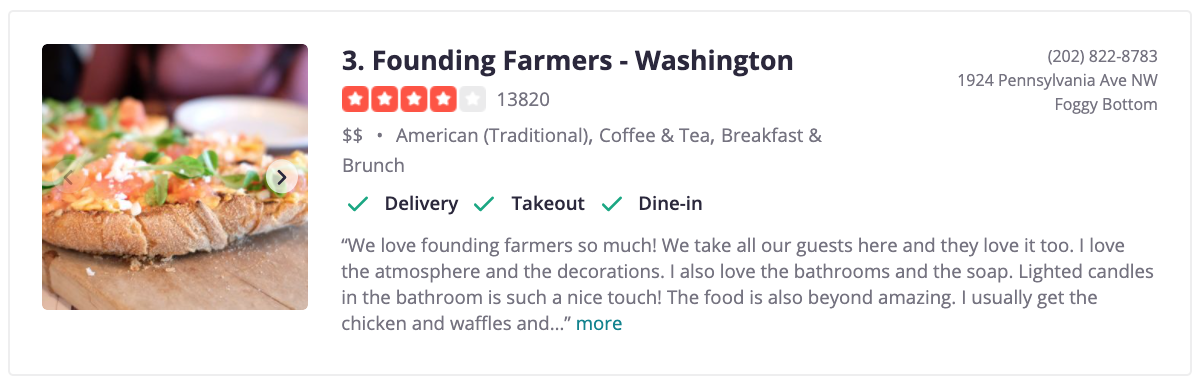 3. Founding Farmers - Washington
13820
$$ • American (Traditional), Coffee & Tea, Breakfast &
Brunch
Delivery Takeout Dine-in
“We love founding farmers so much! We take all our guests here and they love it too. I love
the atmosphere and the decorations. I also love the bathrooms and the soap. Lighted candles
in the bathroom is such a nice touch! The food is also beyond amazing. I usually get the
chicken and waffles and...” more
(202) 822-8783
1924 Pennsylvania Ave NW
Foggy Bottom